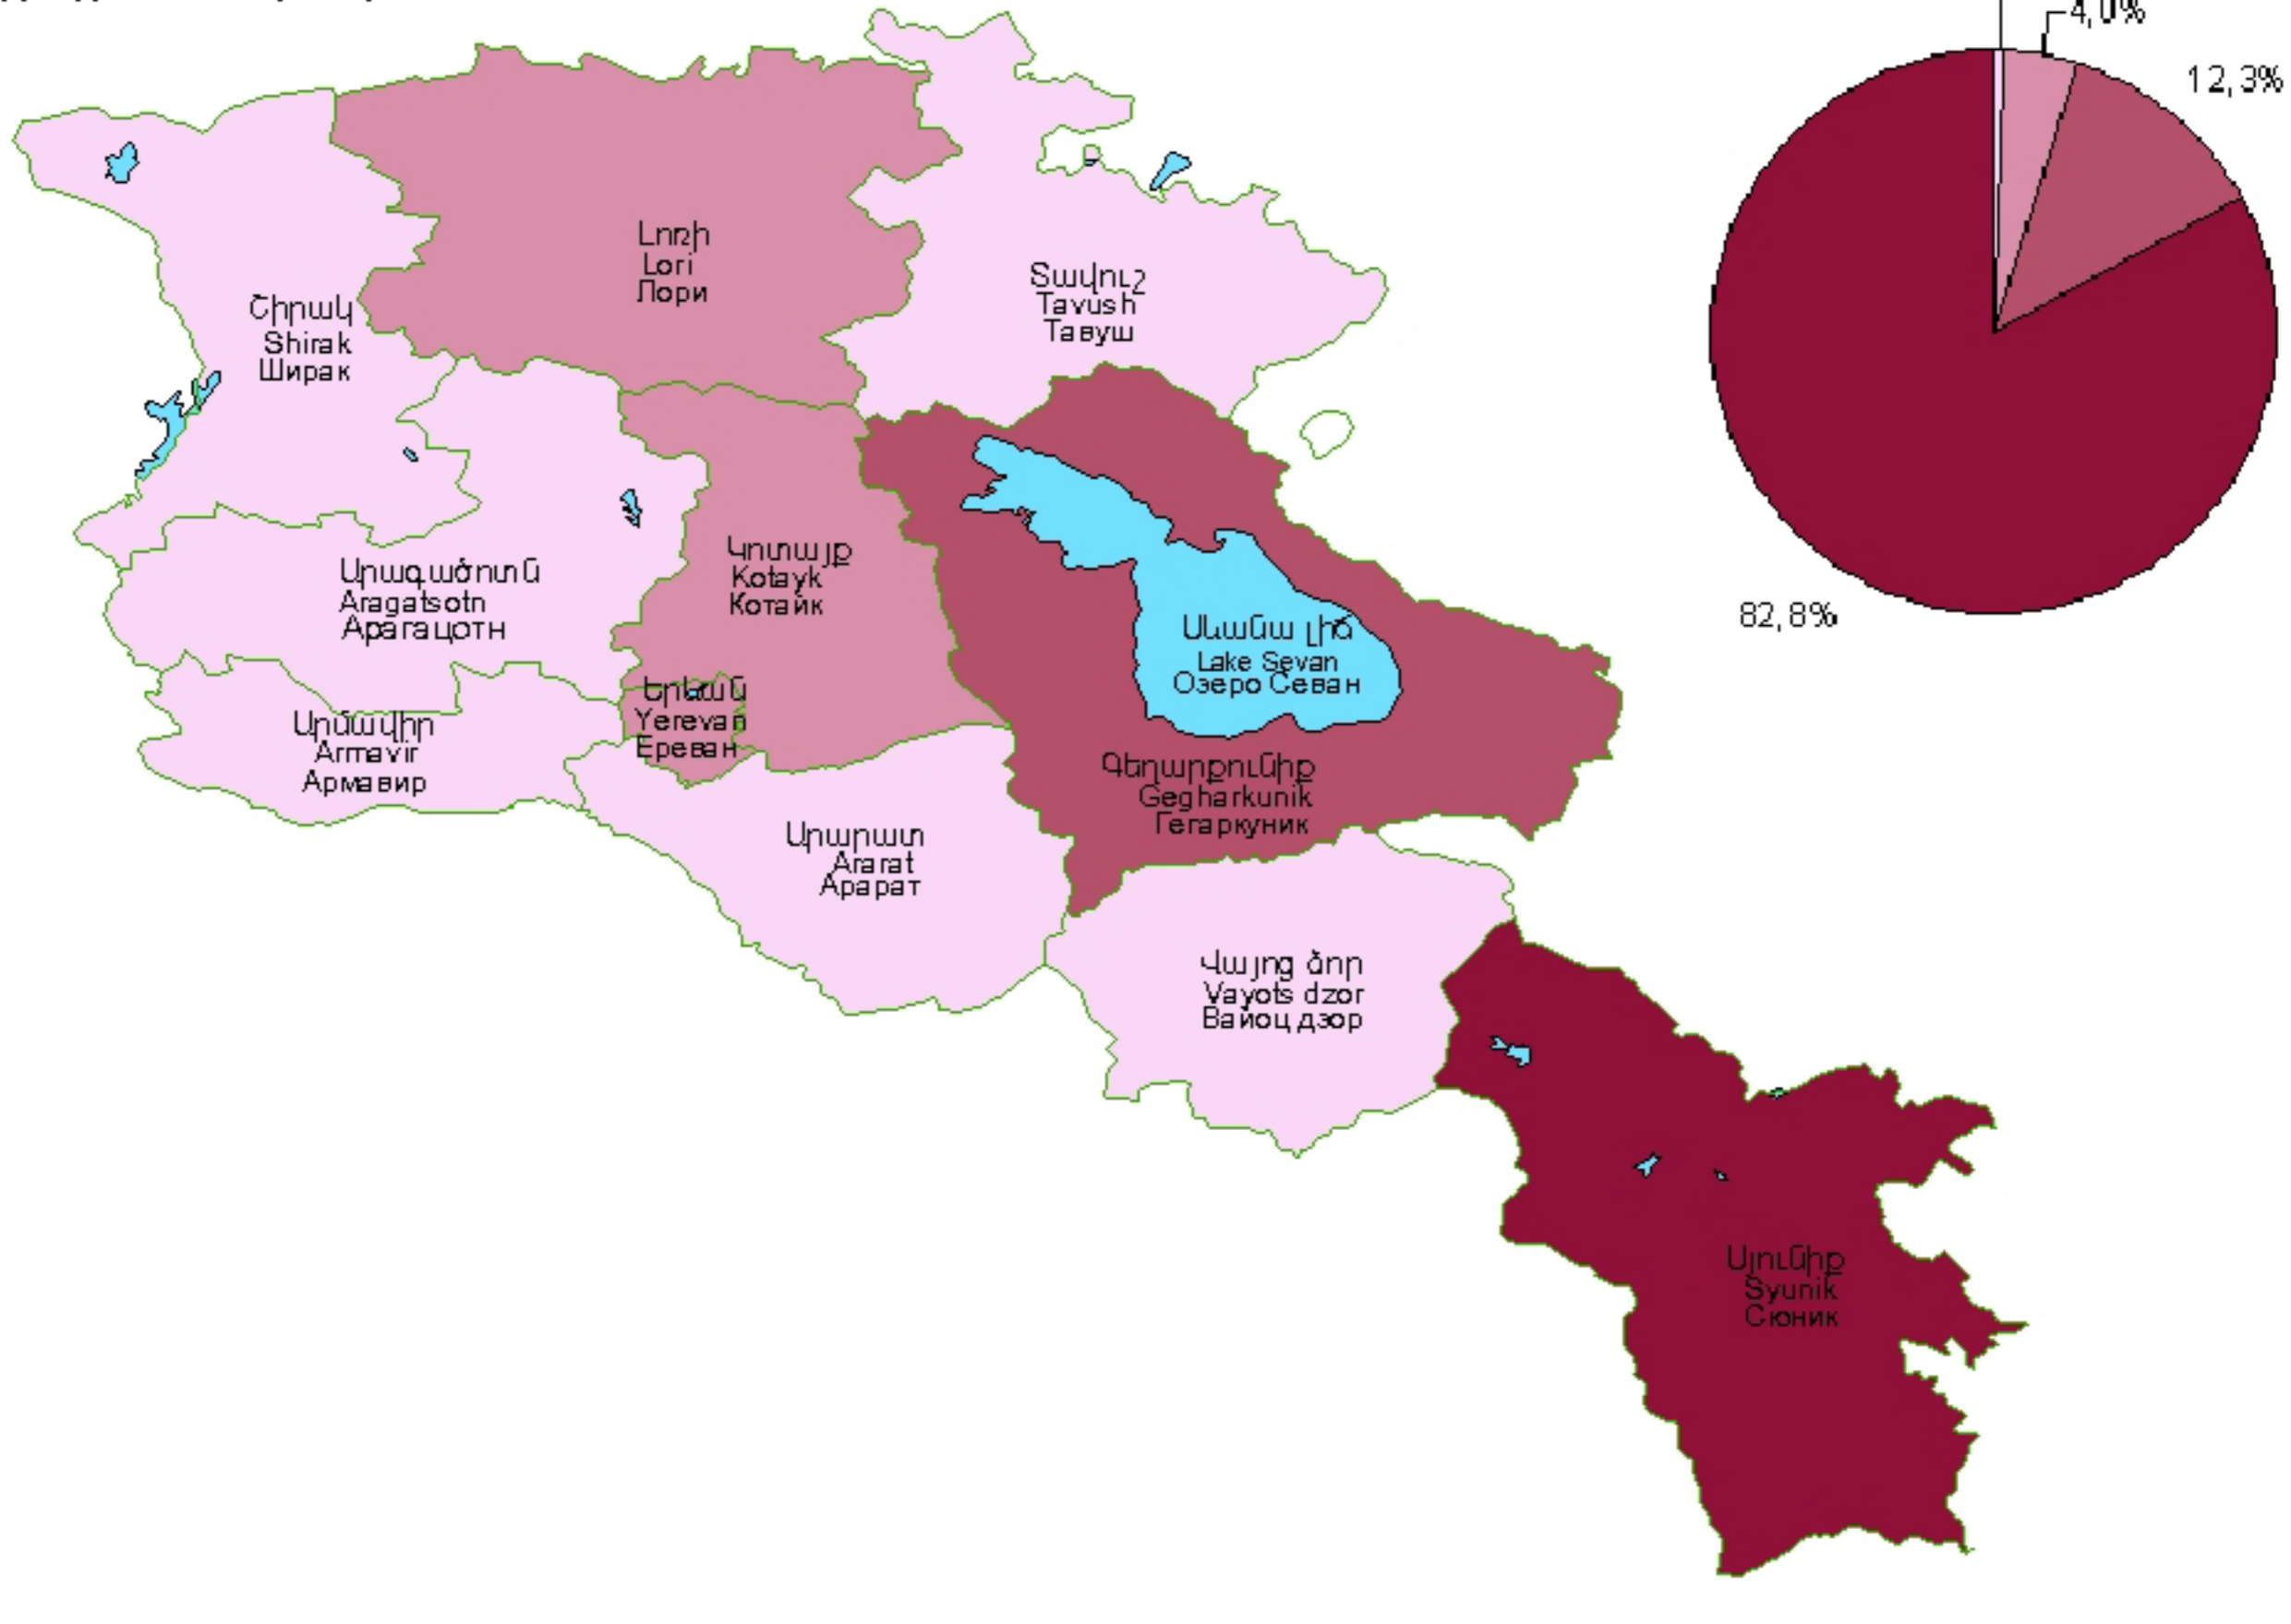 4,0%
12,3%
82,8%
Լոռի
Lori
Лори
Տավուշ
Tavush
Тавуш
Շիրակ
Shirak
Ширак
Կոտայք
Kotayk
Котайк
Արագածոտն
Aragatsotn
Арагацотн
Սևանա լիճ
Lake Sevan
Озеро Севан
Երևան
Yerevan
Ереван
Արմավիր
Armavir
Армавир
Գեղարքունիք
Gegharkunik
Гегаркуник
Արարատ
Ararat
Арарат
Վայոց ձոր
Vayots dzor
Вайоц дзор
Սյունիք
Syunik
Сюник